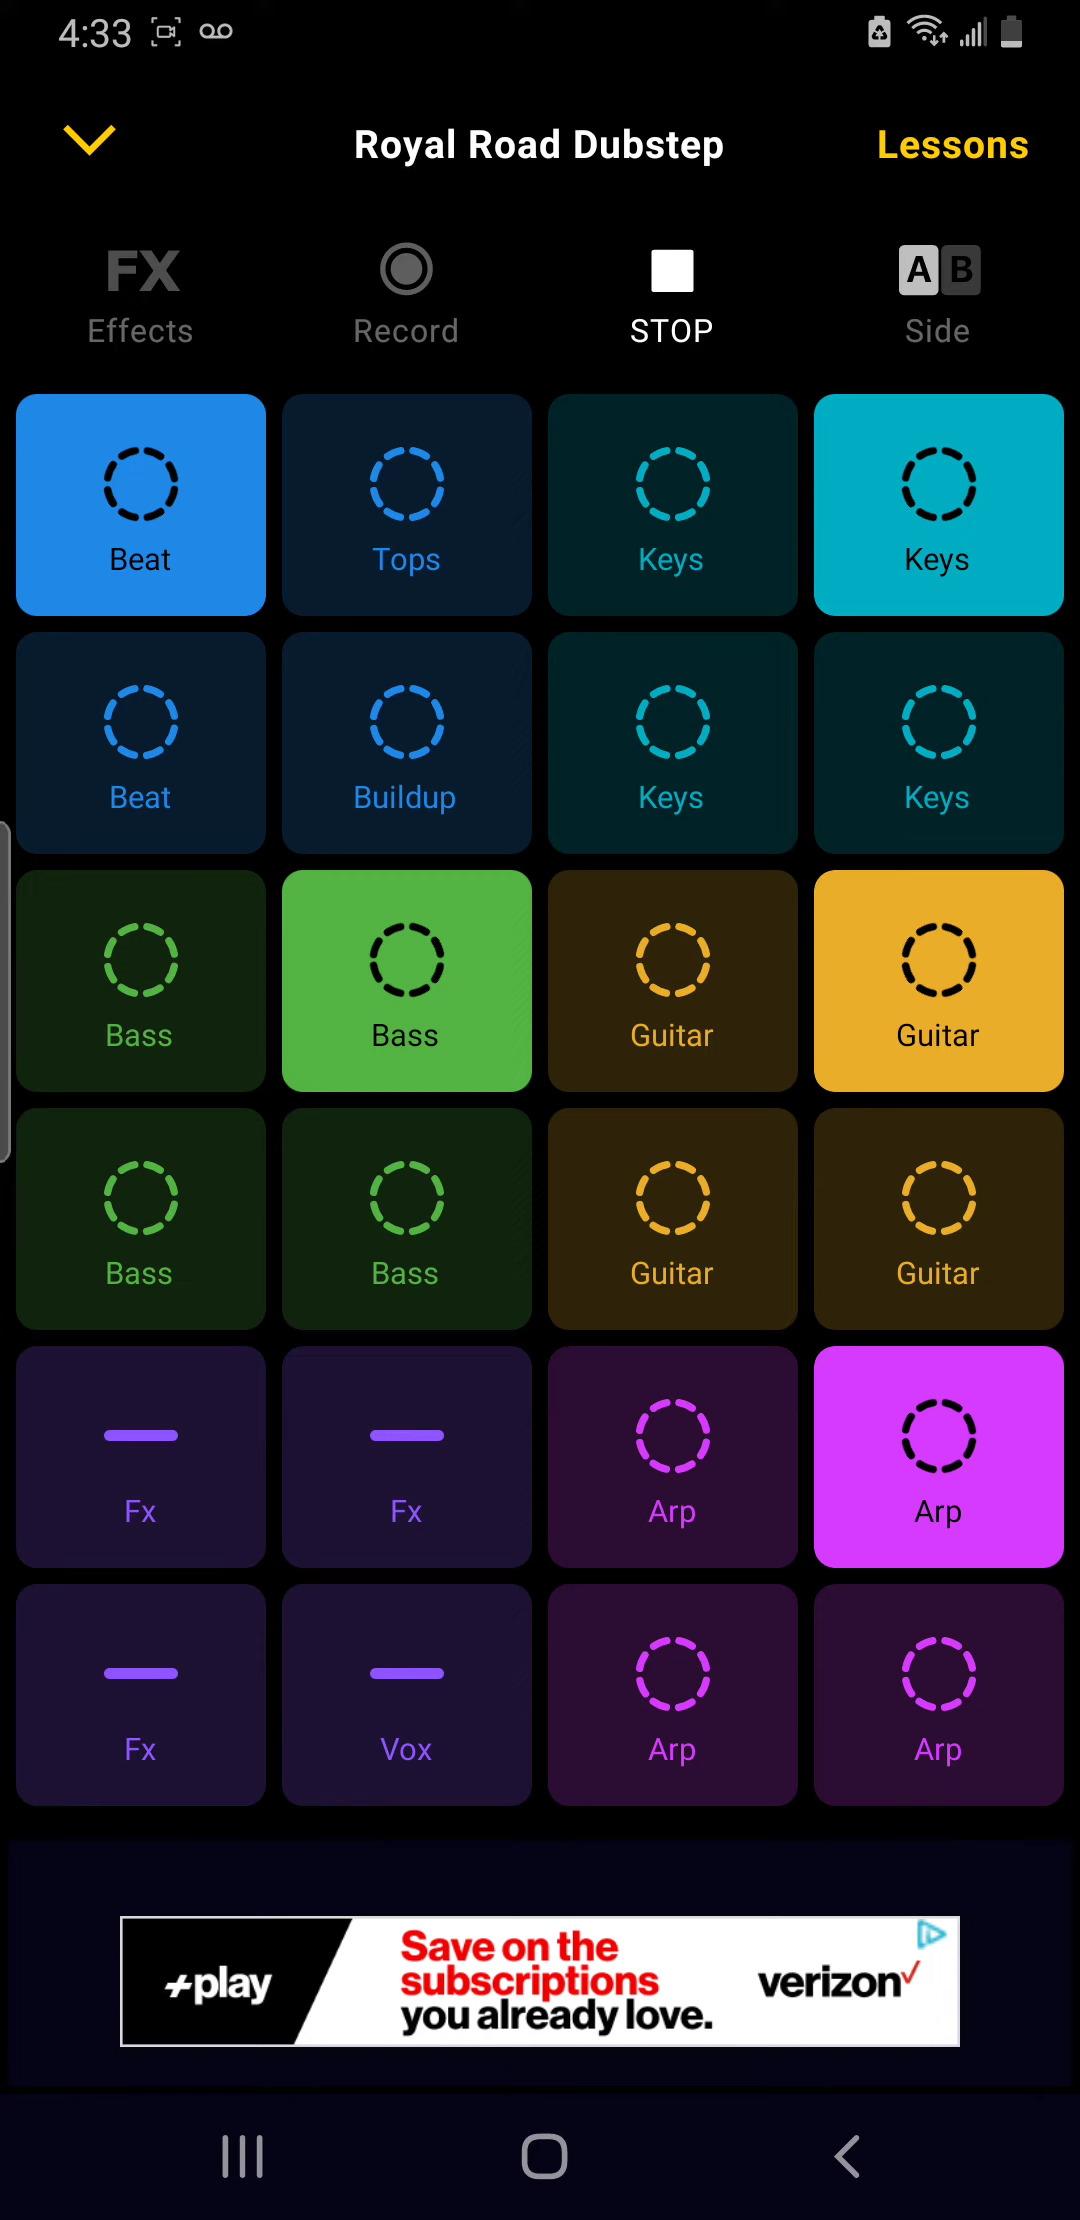 4:33
Royal Road Dubstep
Lessons
FX
A B
Effects
Record
STOP
Side
Beat
Tops
Keys
Keys
Beat
Buildup
Keys
Keys
Bass
Bass
Guitar
Guitar
Bass
Bass
Guitar
Guitar
Fx
Fx
Arp
Arp
Fx
Vox
Arp
Arp
+play
Save on the
subscriptions
you already love.
verizon✓